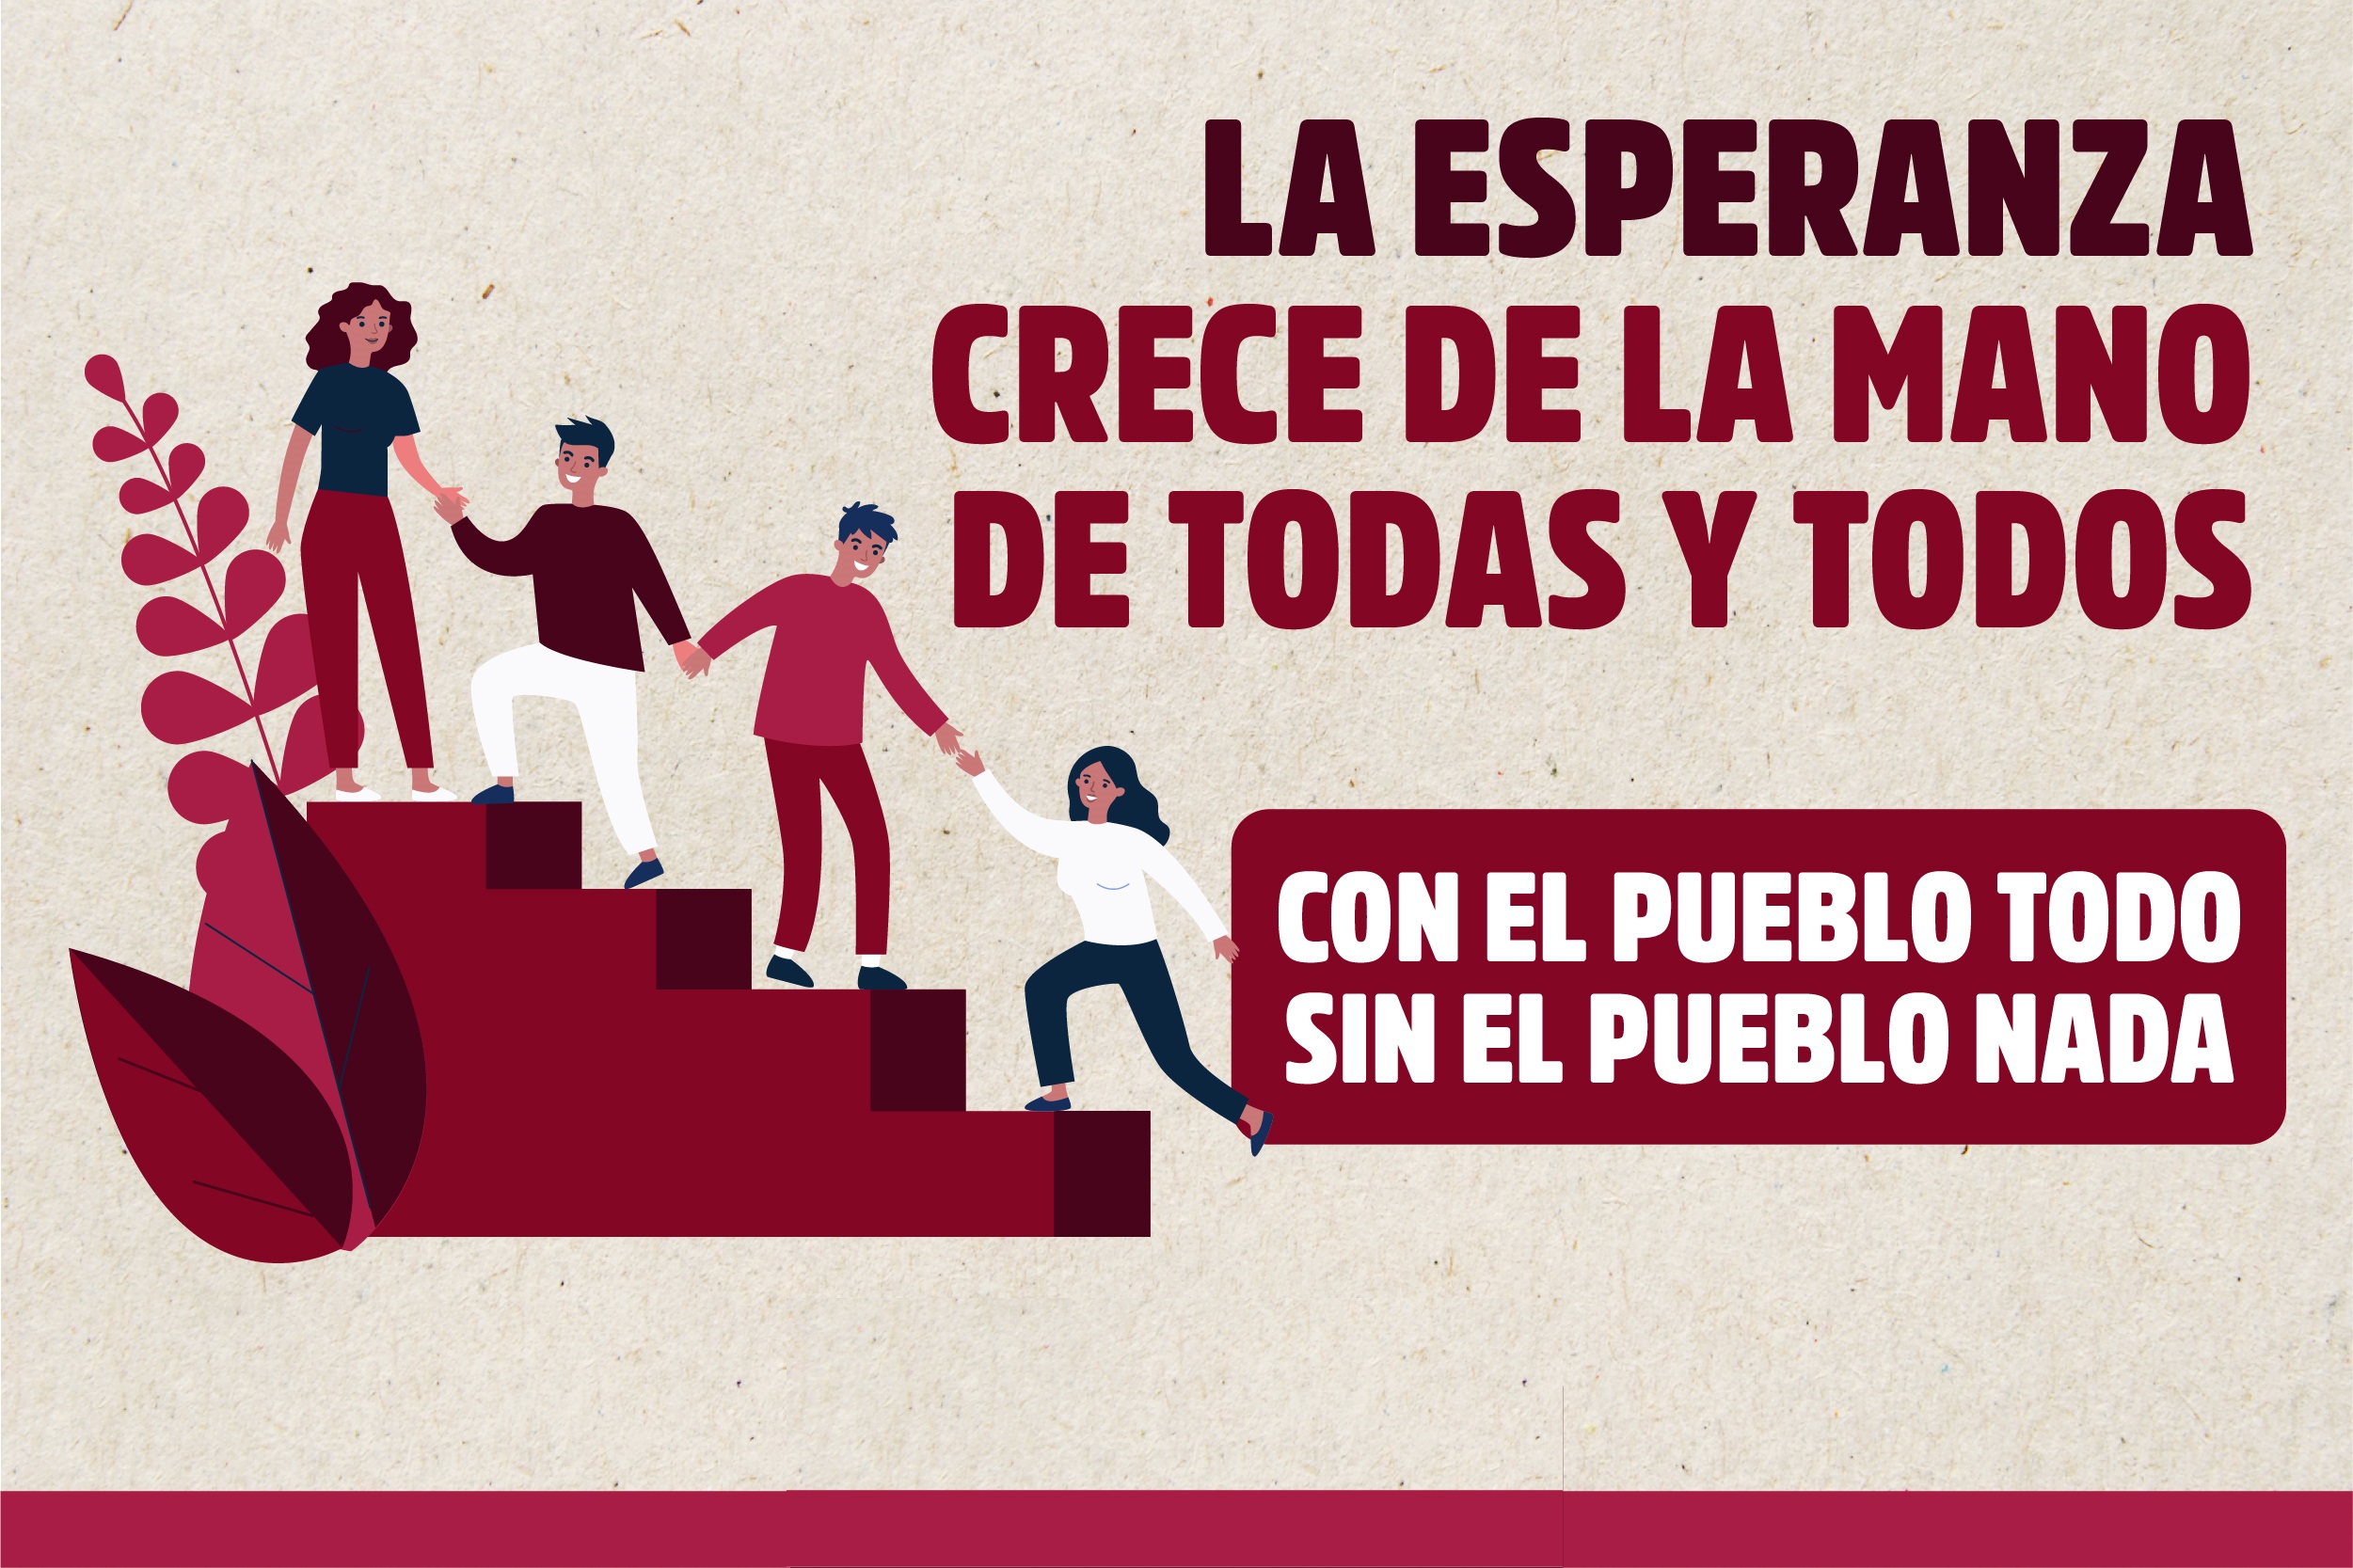 LA ESPERANZA
CRECE DE LA MANO
DE TODAS Y TODOS
CON EL PUEBLO TODO
SIN EL PUEBLO NADA